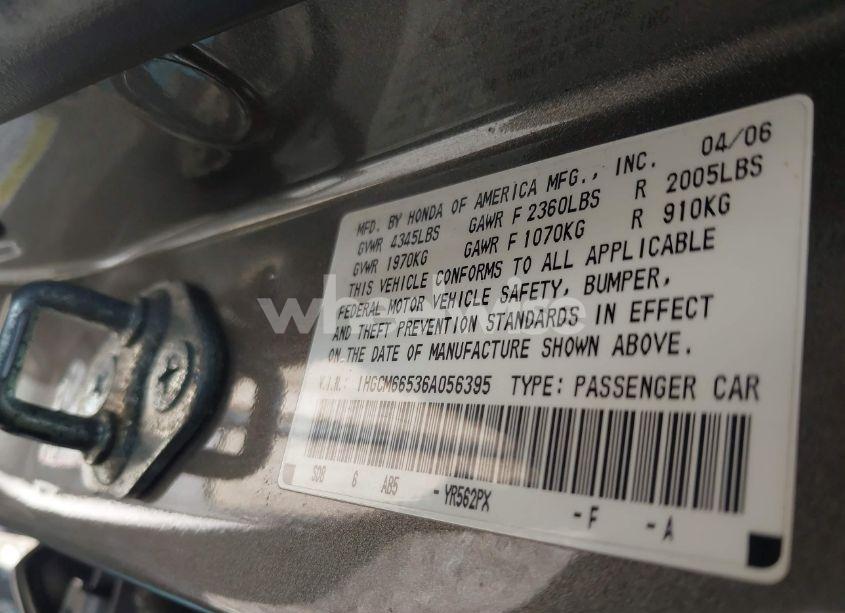 MFD. BY HONDA OF AMERICA MFG., INC. 04/06
GVWR 4345LBS GAWR F 2360LBS R 2005LBS
GVWR 1970KG GAWR F 1070KG R 910KG
THIS VEHICLE CONFORMS TO ALL APPLICABLE
FEDERAL MOTOR VEHICLE SAFETY, BUMPER,
AND THEFT PREVENTION STANDARDS IN EFFECT
ON THE DATE OF MANUFACTURE SHOWN ABOVE.
V.I.N.: 1HGCM66536A056395 TYPE: PASSENGER CAR
SDB 6 AB5 - YR562PX - F - A